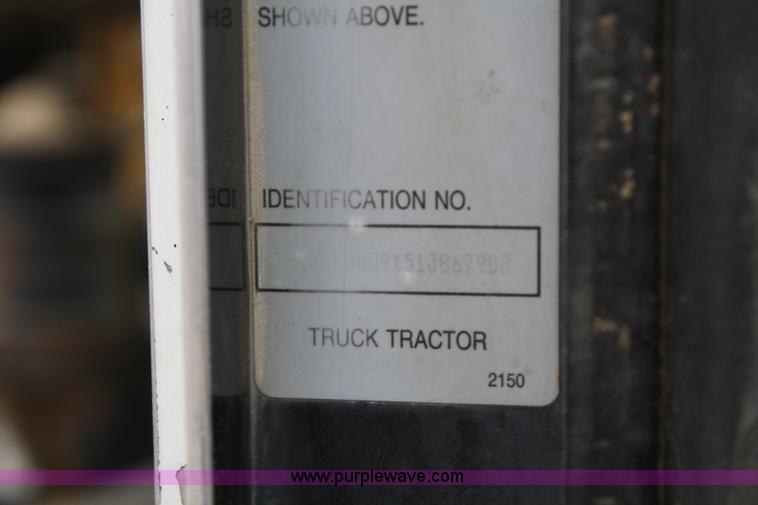 SHOWN ABOVE.
IDENTIFICATION NO.
TRUCK TRACTOR
2150
www.purplewave.com